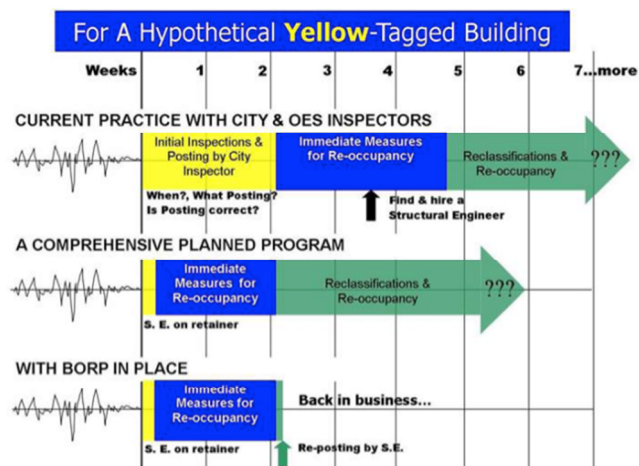 For A Hypothetical Yellow-Tagged Building
Weeks 1 2 3 4 5 6 7...more
CURRENT PRACTICE WITH CITY & OES INSPECTORS
Initial Inspections &
Posting by City
Inspector
Immediate Measures
for Re-occupancy
Reclassifications &
Re-occupancy
???
When?, What Posting?
Is Posting correct?
Find & hire a
Structural Engineer
A COMPREHENSIVE PLANNED PROGRAM
Immediate
Measures for
Re-occupancy
Reclassifications &
Re-occupancy
???
S. E. on retainer
WITH BORP IN PLACE
Immediate
Measures for
Re-occupancy
Back in business...
S. E. on retainer
Re-posting by S.E.